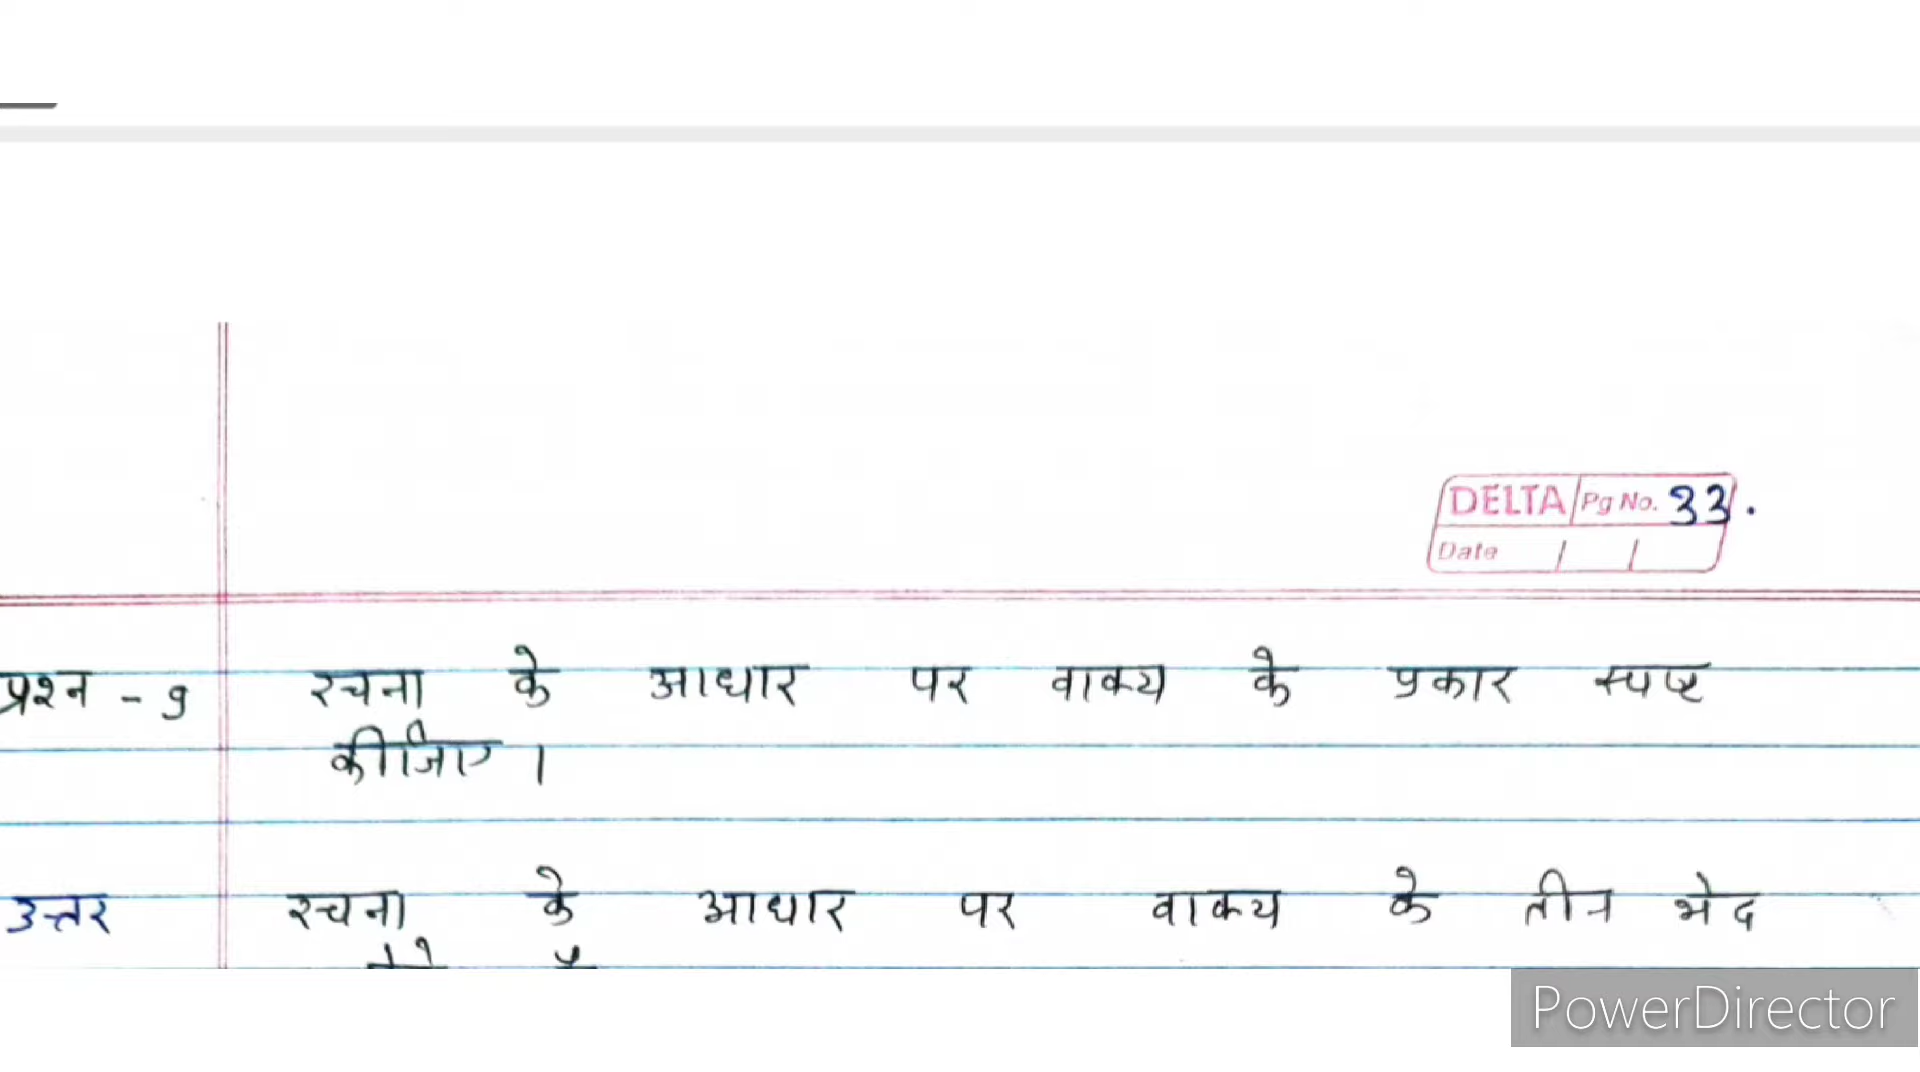 DELTA Pg No. 33.
Date / /
प्रश्न - 9 रचना के आधार पर वाक्य के प्रकार स्पष्ट
कीजिए ।
उत्तर रचना के आधार पर वाक्य के तीन भेद
PowerDirector